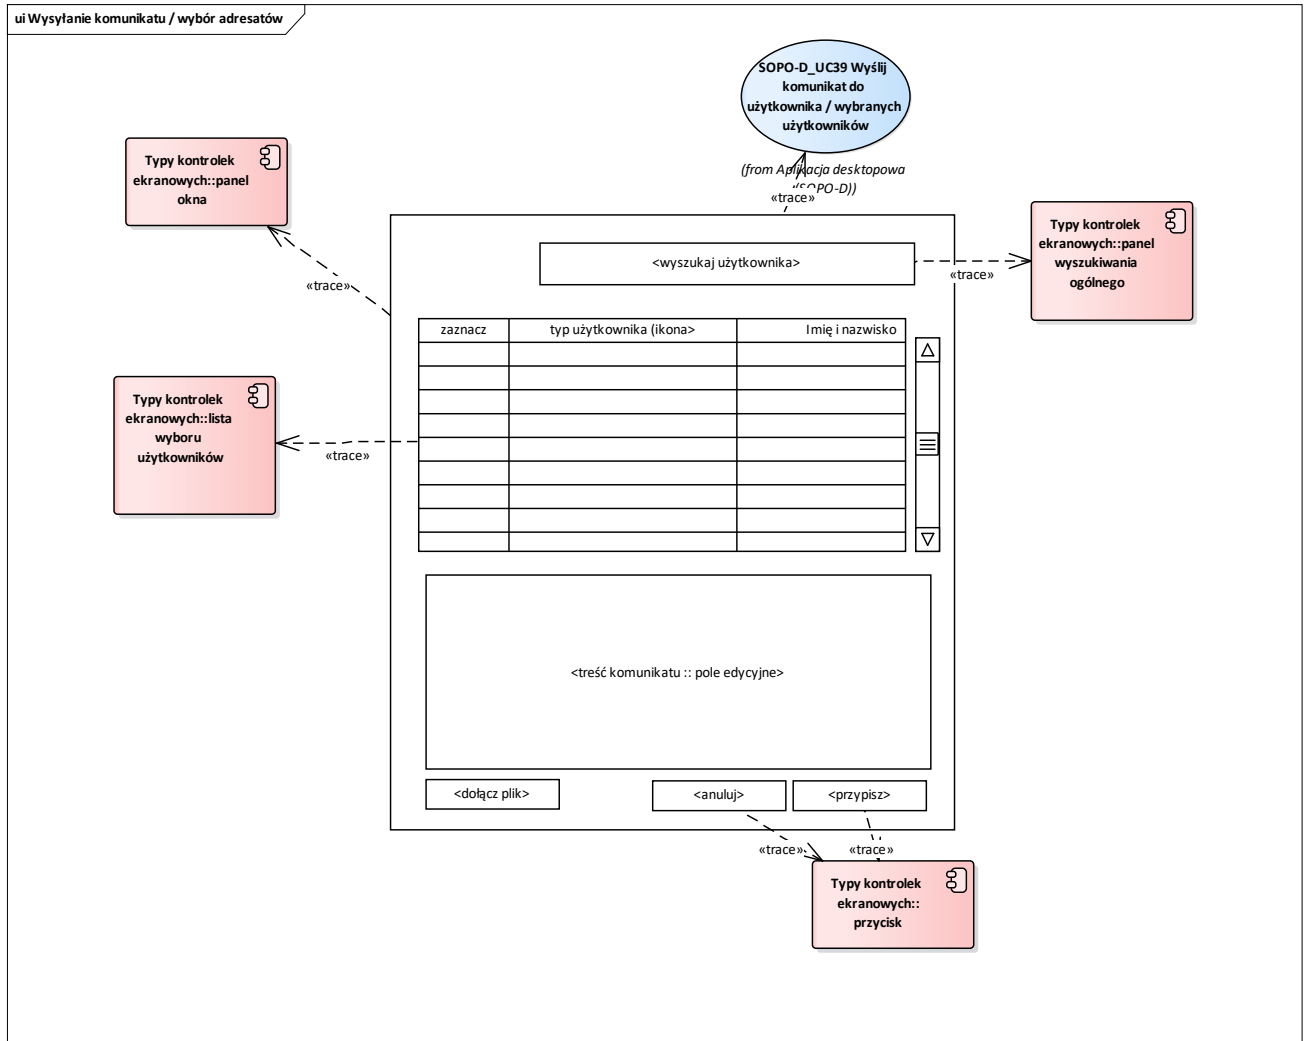 ui Wysyłanie komunikatu / wybór adresatów
SOPO-D_UC39 Wyślij
komunikat do
użytkownika / wybranych
użytkowników
(from Aplikacja desktopowa
(SOPO-D))
«trace»
Typy kontrolek
ekranowych::panel
okna
«trace»
Typy kontrolek
ekranowych::panel
wyszukiwania
ogólnego
<wyszukaj użytkownika>
«trace»
zaznacz
typ użytkownika (ikona>
Imię i nazwisko
Typy kontrolek
ekranowych::lista
wyboru
użytkowników
«trace»
<treść komunikatu :: pole edycyjne>
<dołącz plik>
<anuluj>
<przypisz>
«trace»
«trace»
Typy kontrolek
ekranowych::
przycisk